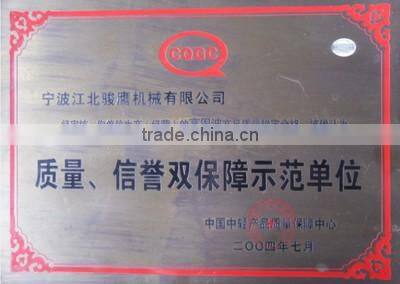 CQGC
宁波江北骏鹰机械有限公司
trade.china.cn
质量、信誉双保障示范单位
中国中轻产品质量保障中心
二00四年七月